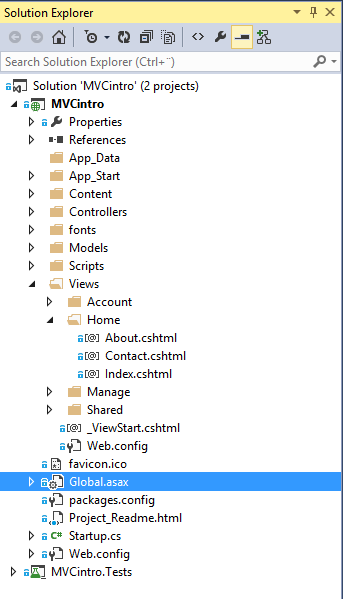 Solution Explorer
Search Solution Explorer (Ctrl+¨)
Solution 'MVCintro' (2 projects)
MVCintro
Properties
References
App_Data
App_Start
Content
Controllers
fonts
Models
Scripts
Views
Account
Home
About.cshtml
Contact.cshtml
Index.cshtml
Manage
Shared
_ViewStart.cshtml
Web.config
favicon.ico
Global.asax
packages.config
Project_Readme.html
C# Startup.cs
Web.config
MVCintro.Tests